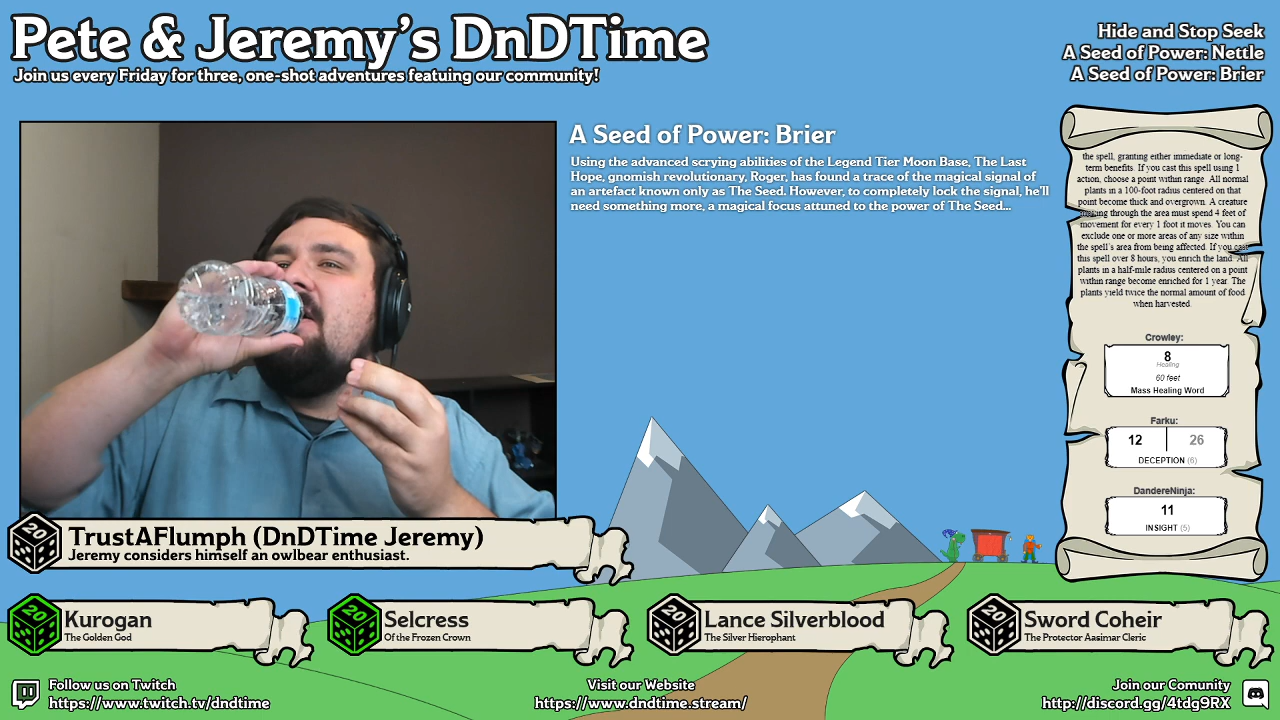 Pete & Jeremy's DnDTime
Join us every Friday for three, one-shot adventures featuing our community!
Hide and Stop Seek
A Seed of Power: Nettle
A Seed of Power: Brier
A Seed of Power: Brier
Using the advanced scrying abilities of the Legend Tier Moon Base, The Last
Hope, gnomish revolutionary, Roger, has found a trace of the magical signal of
an artefact known only as The Seed. However, to completely lock the signal, he'll
need something more, a magical focus attuned to the power of The Seed...
the spell, granting either immediate or long-
term benefits. If you cast this spell using 1
action, choose a point within range. All normal
plants in a 100-foot radius centered on that
point become thick and overgrown. A creature
moving through the area must spend 4 feet of
movement for every 1 foot it moves. You can
exclude one or more areas of any size within
the spell's area from being affected. If you cast
this spell over 8 hours, you enrich the land. All
plants in a half-mile radius centered on a point
within range become enriched for 1 year. The
plants yield twice the normal amount of food
when harvested.
Crowley:
8
Healing
60 feet
Mass Healing Word
Farku:
12 26
DECEPTION (6)
DandereNinja:
11
INSIGHT (5)
20
TrustAFlumph (DnDTime Jeremy)
Jeremy considers himself an owlbear enthusiast.
20
Kurogan
The Golden God
20
Selcress
Of the Frozen Crown
20
Lance Silverblood
The Silver Hierophant
20
Sword Coheir
The Protector Aasimar Cleric
Follow us on Twitch
https://www.twitch.tv/dndtime
Visit our Website
https://www.dndtime.stream/
Join our Comunity
http://discord.gg/4tdg9RX